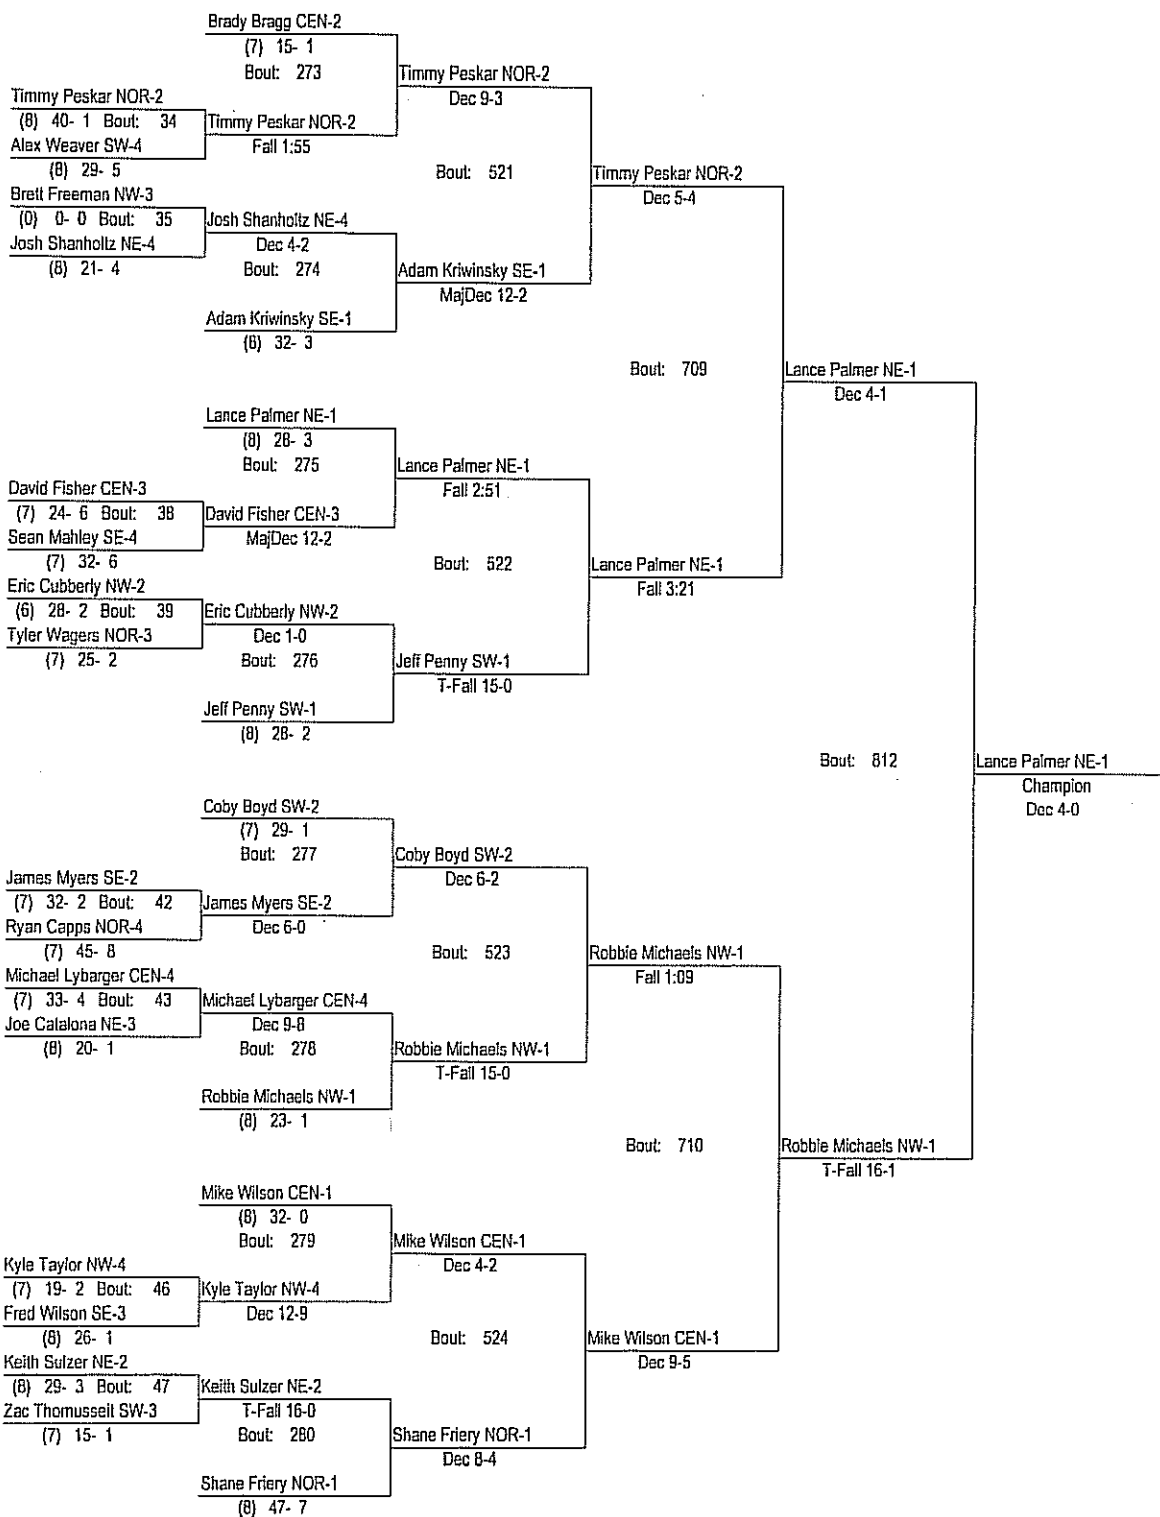 Brady Bragg CEN-2
(7) 15- 1
Bout: 273
Timmy Peskar NOR-2
Dec 9-3
Timmy Peskar NOR-2
(8) 40- 1 Bout: 34
Timmy Peskar NOR-2
Fall 1:55
Alex Weaver SW-4
(8) 29- 5
Bout: 521
Timmy Peskar NOR-2
Dec 5-4
Brett Freeman NW-3
(0) 0- 0 Bout: 35
Josh Shanholtz NE-4
Dec 4-2
Josh Shanholtz NE-4
(8) 21- 4
Bout: 274
Adam Kriwinsky SE-1
MajDec 12-2
Adam Kriwinsky SE-1
(6) 32- 3
Bout: 709
Lance Palmer NE-1
Dec 4-1
Lance Palmer NE-1
(8) 28- 3
Bout: 275
Lance Palmer NE-1
Fall 2:51
David Fisher CEN-3
(7) 24- 6 Bout: 38
David Fisher CEN-3
MajDec 12-2
Sean Mahley SE-4
(7) 32- 6
Bout: 522
Lance Palmer NE-1
Fall 3:21
Eric Cubberly NW-2
(6) 28- 2 Bout: 39
Eric Cubberly NW-2
Dec 1-0
Tyler Wagers NOR-3
(7) 25- 2
Bout: 276
Jeff Penny SW-1
T-Fall 15-0
Jeff Penny SW-1
(8) 28- 2
Bout: 812
Lance Palmer NE-1
Champion
Dec 4-0
Coby Boyd SW-2
(7) 29- 1
Bout: 277
Coby Boyd SW-2
Dec 6-2
James Myers SE-2
(7) 32- 2 Bout: 42
James Myers SE-2
Dec 6-0
Ryan Capps NOR-4
(7) 45- 8
Bout: 523
Robbie Michaels NW-1
Fall 1:09
Michael Lybarger CEN-4
(7) 33- 4 Bout: 43
Michael Lybarger CEN-4
Dec 9-8
Joe Catalona NE-3
(8) 20- 1
Bout: 278
Robbie Michaels NW-1
T-Fall 15-0
Robbie Michaels NW-1
(8) 23- 1
Bout: 710
Robbie Michaels NW-1
T-Fall 16-1
Mike Wilson CEN-1
(8) 32- 0
Bout: 279
Mike Wilson CEN-1
Dec 4-2
Kyle Taylor NW-4
(7) 19- 2 Bout: 46
Kyle Taylor NW-4
Dec 12-9
Fred Wilson SE-3
(8) 26- 1
Bout: 524
Mike Wilson CEN-1
Dec 9-5
Keith Sulzer NE-2
(8) 29- 3 Bout: 47
Keith Sulzer NE-2
T-Fall 16-0
Zac Thomusseit SW-3
(7) 15- 1
Bout: 280
Shane Friery NOR-1
Dec 8-4
Shane Friery NOR-1
(8) 47- 7